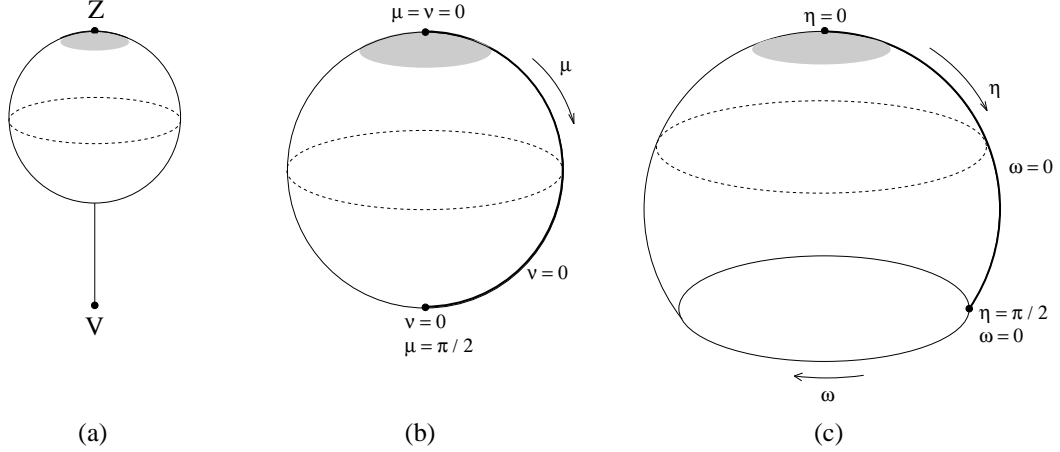 Z
V
(a)
μ = ν = 0
μ
ν = 0
ν = 0
μ = π / 2
(b)
η = 0
η
ω = 0
η = π / 2
ω = 0
ω
(c)